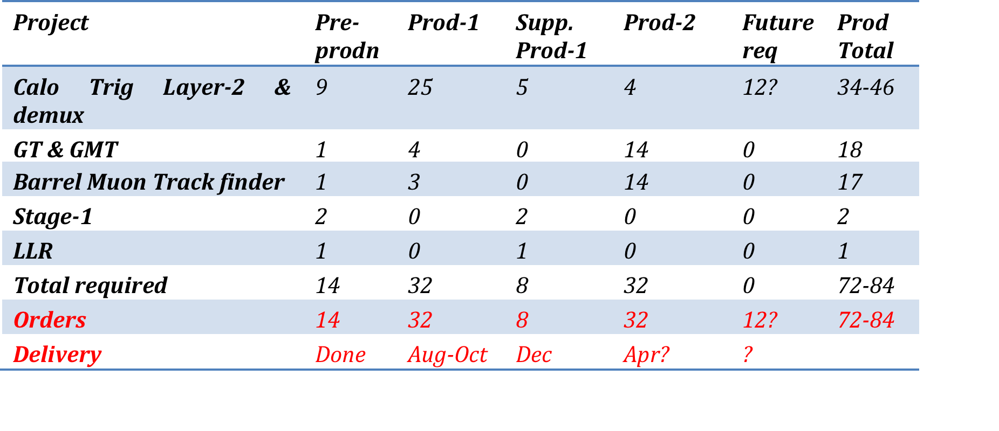 Project Pre-prodn Prod-1 Supp. Prod-1 Prod-2 Future req Prod Total
Calo Trig Layer-2 & demux 9 25 5 4 12? 34-46
GT & GMT 1 4 0 14 0 18
Barrel Muon Track finder 1 3 0 14 0 17
Stage-1 2 0 2 0 0 2
LLR 1 0 1 0 0 1
Total required 14 32 8 32 0 72-84
Orders 14 32 8 32 12? 72-84
Delivery Done Aug-Oct Dec Apr? ?